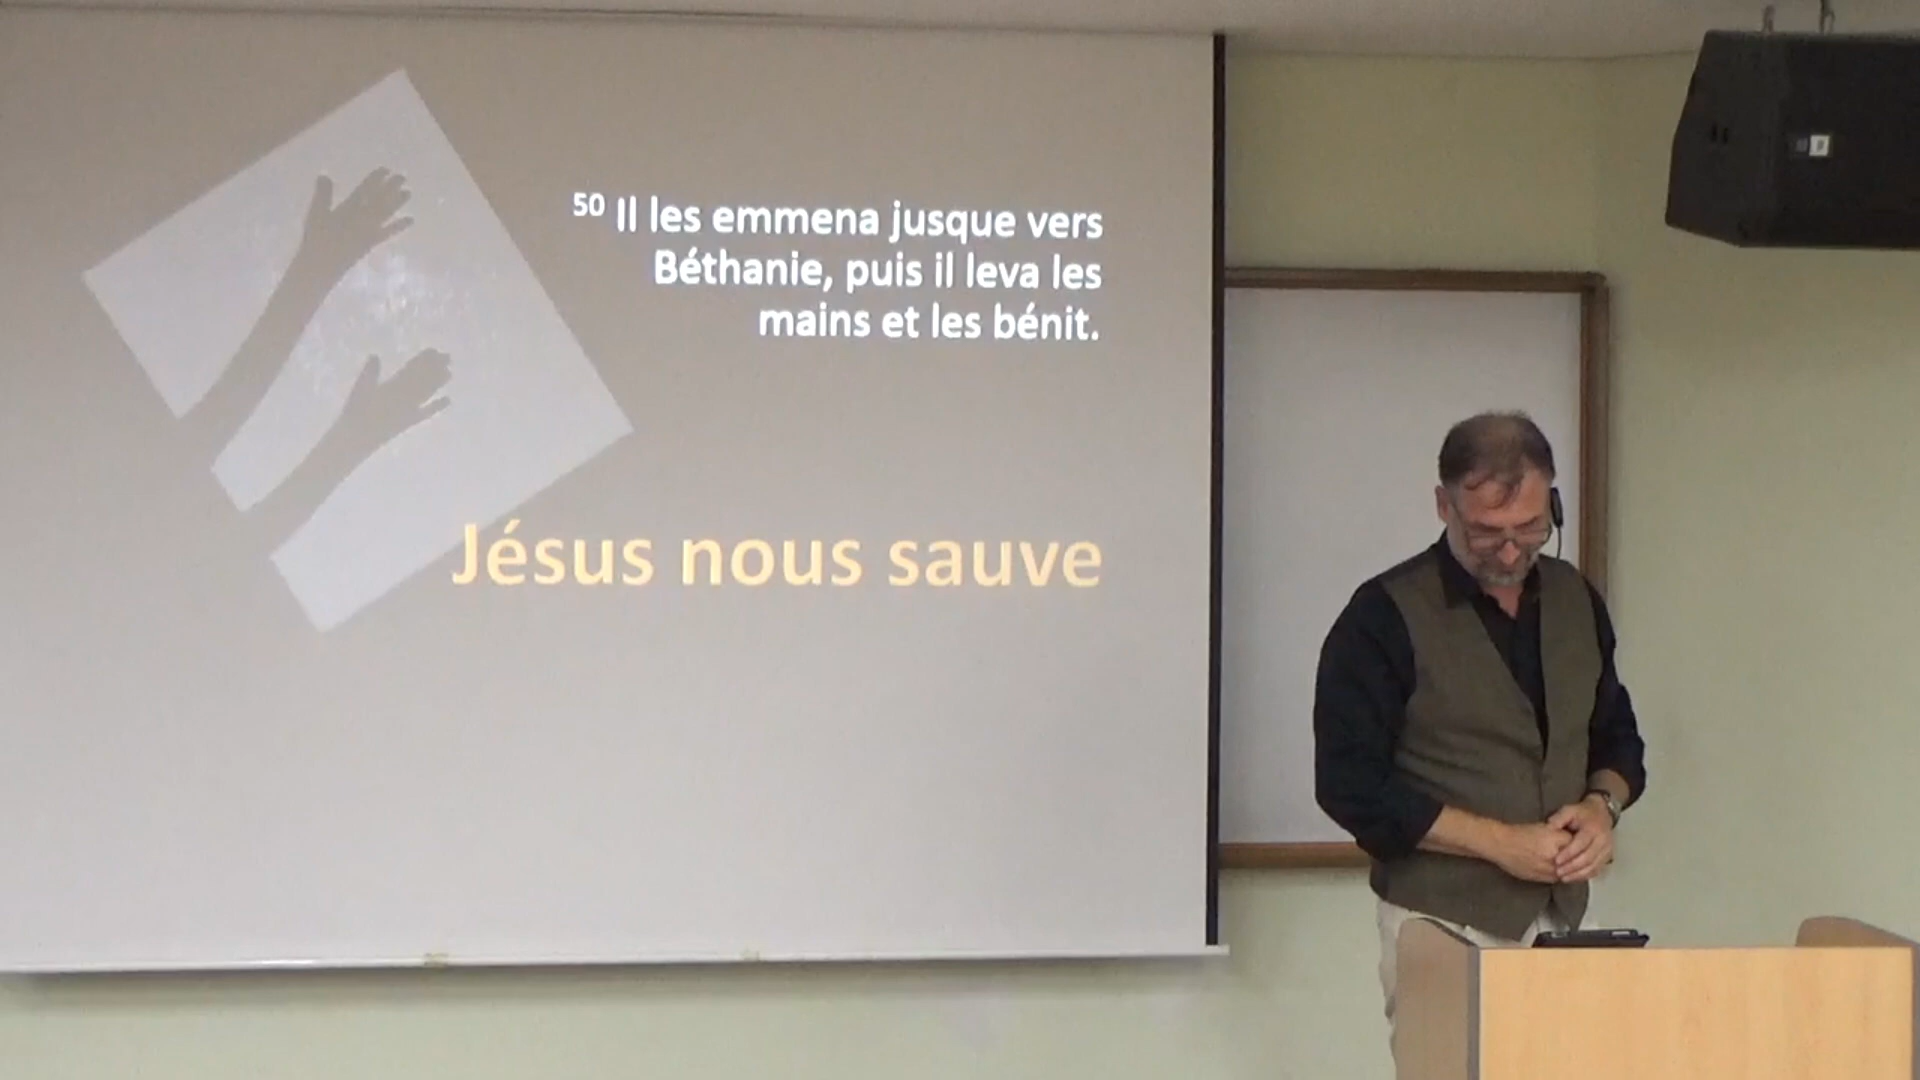 ⁵⁰ Il les emmena jusque vers
Béthanie, puis il leva les
mains et les bénit.
Jésus nous sauve